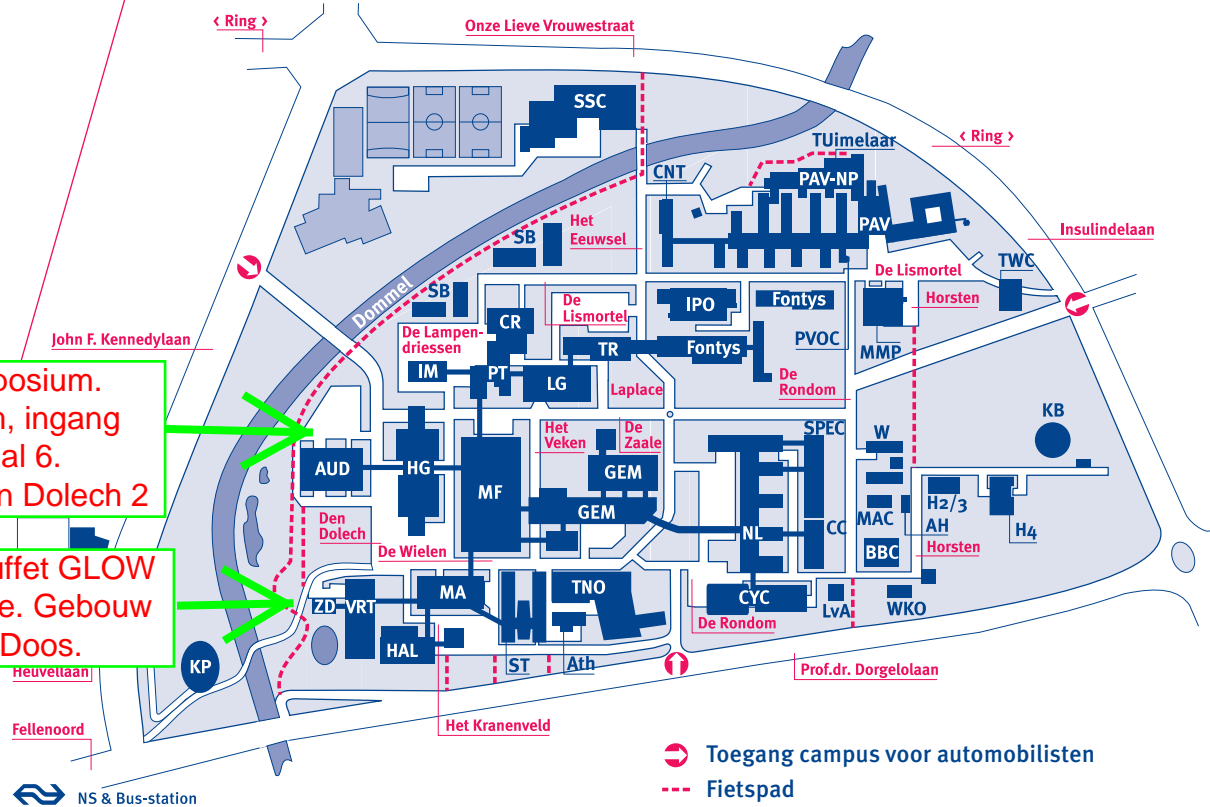 ‹ Ring ›
Onze Lieve Vrouwestraat
SSC
‹ Ring ›
TUimelaar
CNT
PAV-NP
Het
Eeuwsel
SB
PAV
Insulindelaan
De Lismortel
TWC
Dommel
SB
De
Lismortel
IPO
Fontys
Horsten
CR
De Lampen-
driessen
PVOC
MMP
John F. Kennedylaan
TR
Fontys
IM
PT
LG
Laplace
De
Rondom
ingang
al 6.
Dolech 2
AUD
HG
MF
Het
Veken
De
Zaale
GEM
GEM
SPEC
W
KB
NL
CC
MAC
H2/3
AH
H4
BBC
Horsten
Den
Dolech
De Wielen
GLOW
Gebouw
Doos.
ZD
VRT
MA
TNO
CYC
LvA
WKO
De Rondom
HAL
ST
Ath
KP
Heuvellaan
Prof.dr. Dorgelolaan
Fellenoord
Het Kranenveld
Toegang campus voor automobilisten
Fietspad
NS & Bus-station